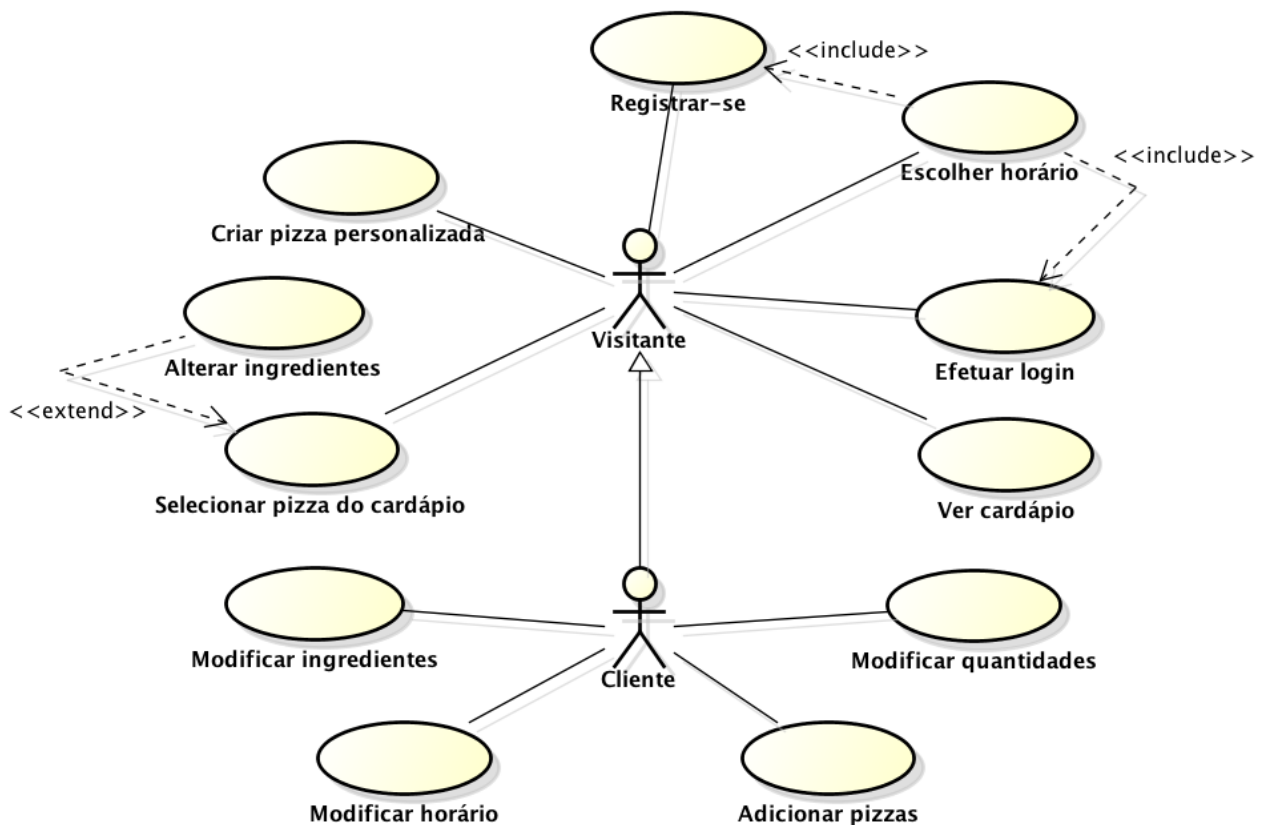 <<include>>
Registrar-se
<<include>>
Escolher horário
Criar pizza personalizada
Visitante
Alterar ingredientes
Efetuar login
<<extend>>
Selecionar pizza do cardápio
Ver cardápio
Modificar ingredientes
Modificar quantidades
Cliente
Modificar horário
Adicionar pizzas